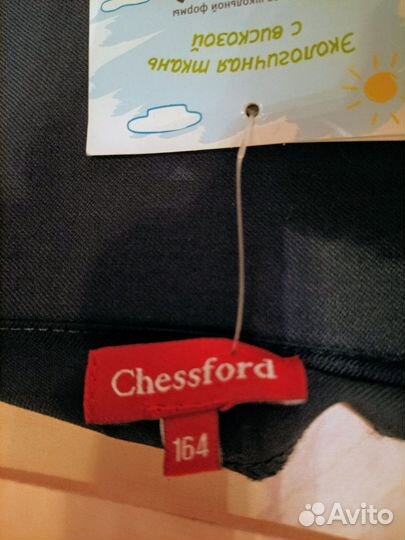 школьной формы
Экологичная ткань
с вискозой
Chessford
164
Avito